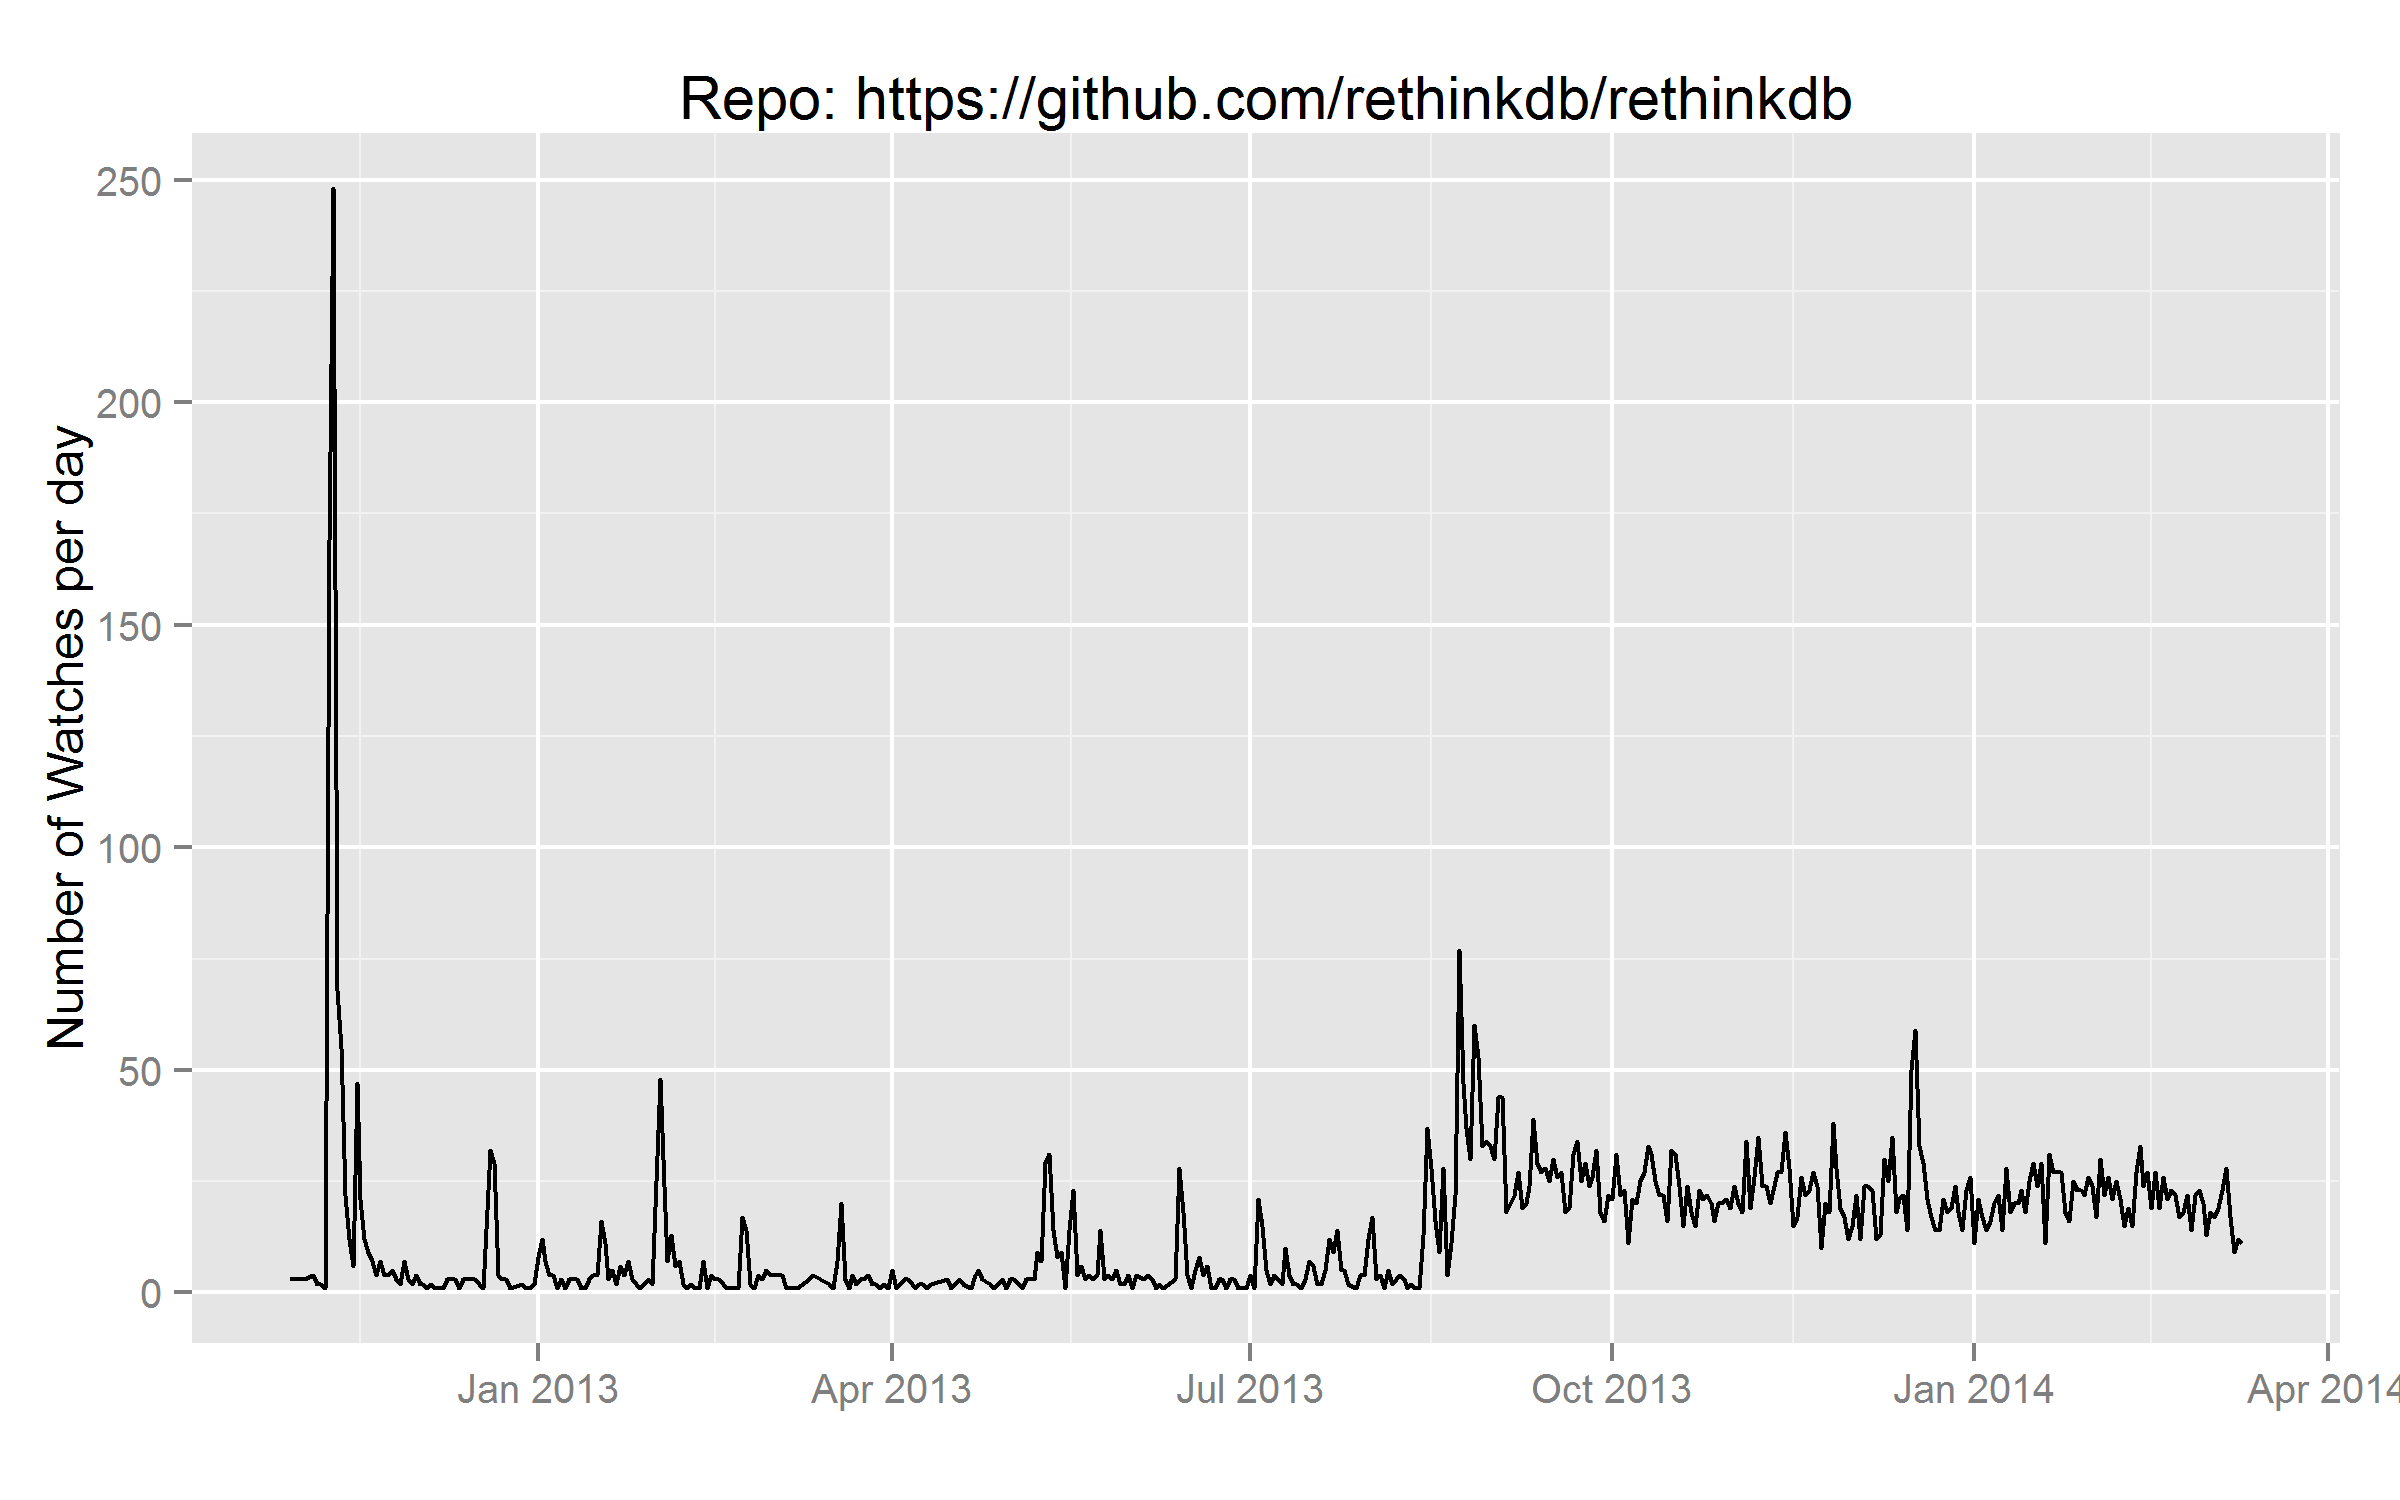 Repo: https://github.com/rethinkdb/rethinkdb
Number of Watches per day
250
200
150
100
50
0
Jan 2013
Apr 2013
Jul 2013
Oct 2013
Jan 2014
Apr 2014